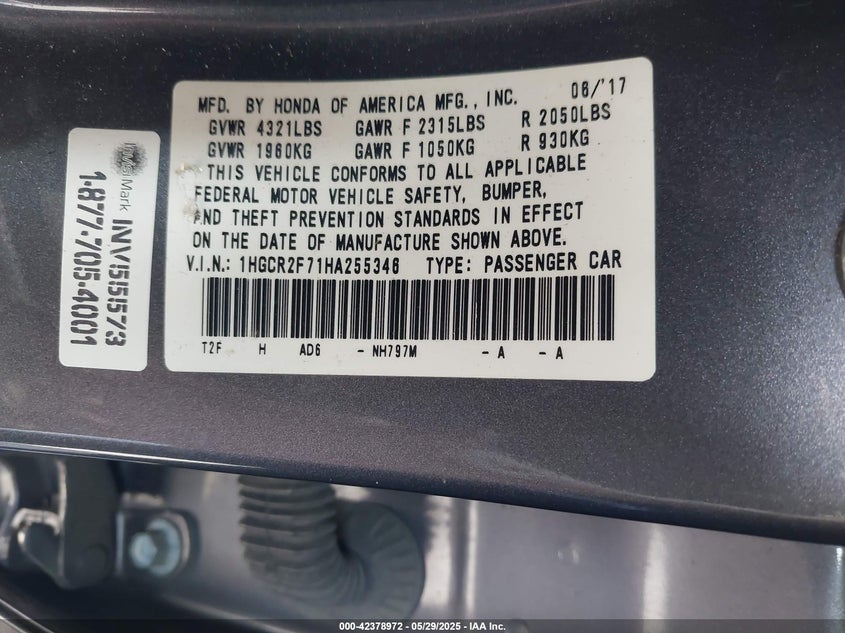 MFD. BY HONDA OF AMERICA MFG., INC. 06/'17
GVWR 4321LBS GAWR F 2315LBS R 2050LBS
GVWR 1960KG GAWR F 1050KG R 930KG
THIS VEHICLE CONFORMS TO ALL APPLICABLE
FEDERAL MOTOR VEHICLE SAFETY, BUMPER,
AND THEFT PREVENTION STANDARDS IN EFFECT
ON THE DATE OF MANUFACTURE SHOWN ABOVE.
V.I.N.: 1HGCR2F71HA255346 TYPE: PASSENGER CAR
T2F H AD6 - NH797M - A - A
InvisiMark INV55573
1-877-705-4001
000-42378972 - 05/29/2025 - IAA Inc.